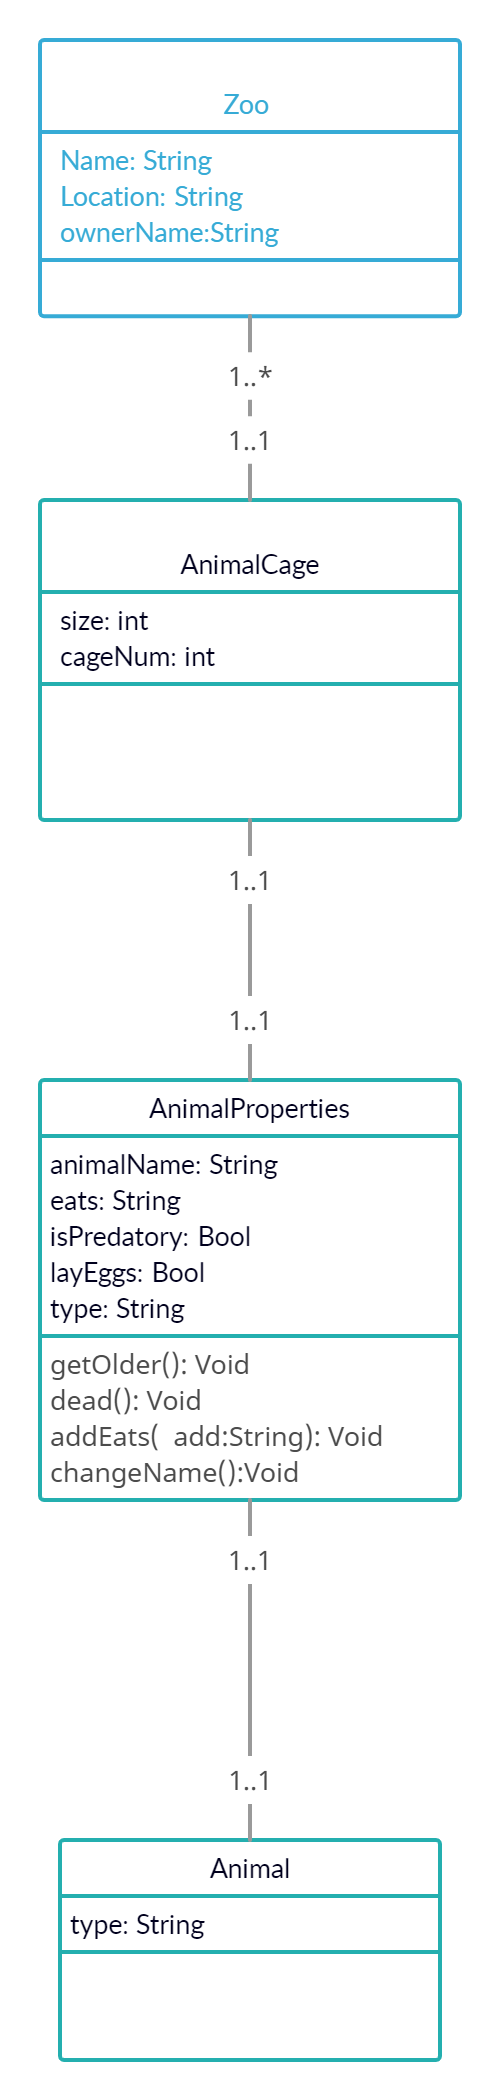 Zoo
Name: String
Location: String
ownerName:String
1..*
1..1
AnimalCage
size: int
cageNum: int
1..1
1..1
AnimalProperties
animalName: String
eats: String
isPredatory: Bool
layEggs: Bool
type: String
getOlder(): Void
dead(): Void
addEats(  add:String): Void
changeName():Void
1..1
1..1
Animal
type: String